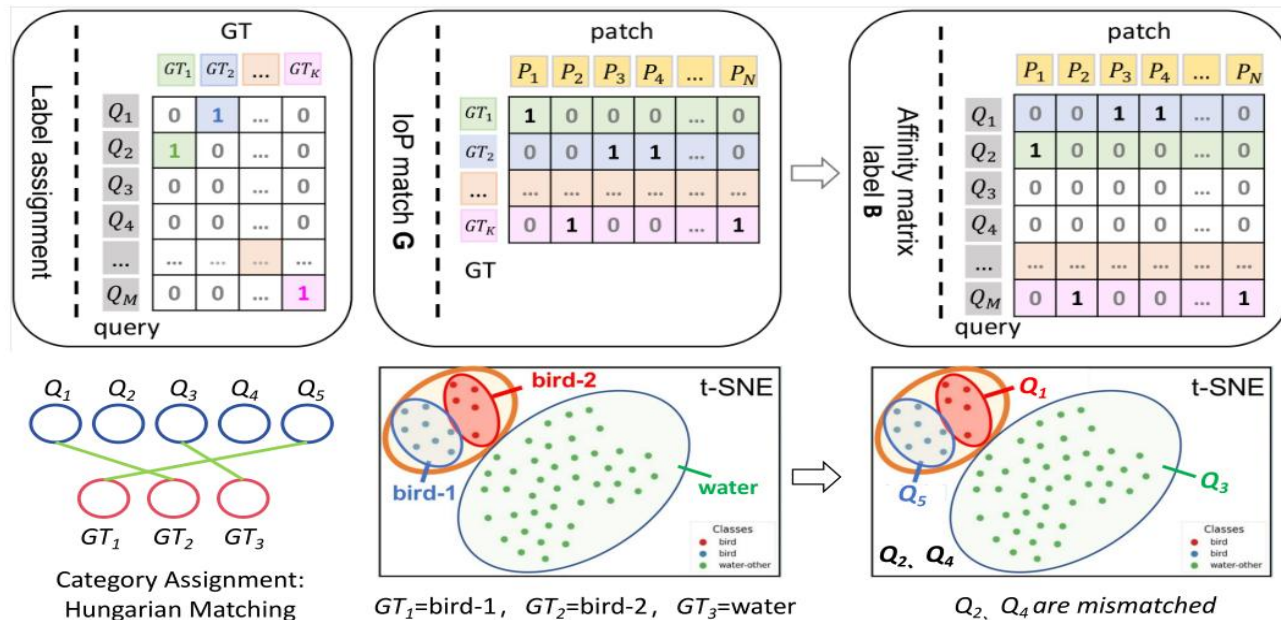 GT
GT₁ GT₂ ... GT_K
Label assignment
Q₁ 0 1 ... 0
Q₂ 1 0 ... 0
Q₃ 0 0 ... 0
Q₄ 0 0 ... 0
... ... ... ... ...
Q_M 0 0 ... 1
query
patch
P₁ P₂ P₃ P₄ ... P_N
IoP match G
GT₁ 1 0 0 0 ... 0
GT₂ 0 0 1 1 ... 0
... ... ... ... ... ... ...
GT_K 0 1 0 0 ... 1
GT
patch
P₁ P₂ P₃ P₄ ... P_N
Affinity matrix
label B
Q₁ 0 0 1 1 ... 0
Q₂ 1 0 0 0 ... 0
Q₃ 0 0 0 0 ... 0
Q₄ 0 0 0 0 ... 0
... ... ... ... ... ... ...
Q_M 0 1 0 0 ... 1
query
Q₁ Q₂ Q₃ Q₄ Q₅
GT₁ GT₂ GT₃
Category Assignment:
Hungarian Matching
t-SNE
bird-2
bird-1
water
Classes
bird
bird
water-other
GT₁=bird-1， GT₂=bird-2， GT₃=water
t-SNE
Q₁
Q₅
Q₃
Classes
bird
bird
water-other
Q₂、Q₄
Q₂、Q₄ are mismatched